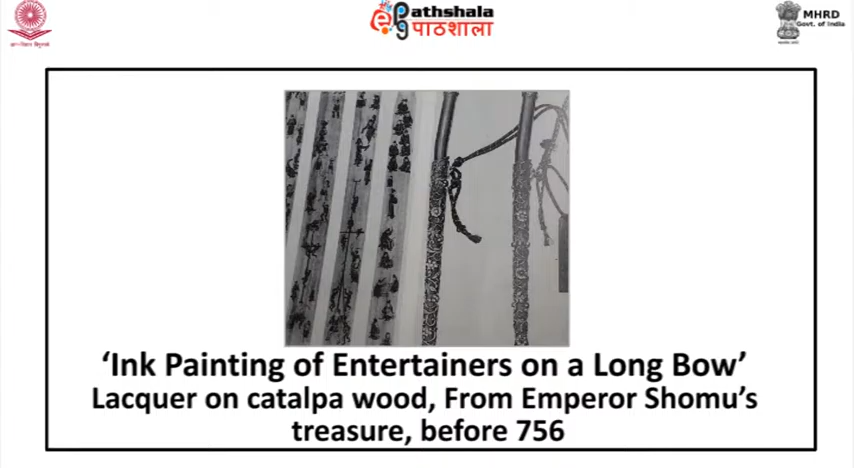 ePathshala
पाठशाला
MHRD
Govt. of India
‘Ink Painting of Entertainers on a Long Bow’
Lacquer on catalpa wood, From Emperor Shomu’s
treasure, before 756